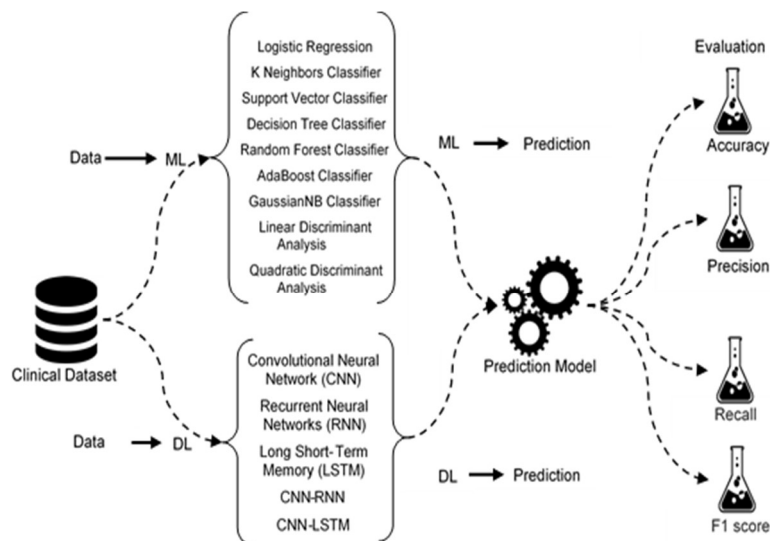 Clinical Dataset
Data
ML
Logistic Regression
K Neighbors Classifier
Support Vector Classifier
Decision Tree Classifier
Random Forest Classifier
AdaBoost Classifier
GaussianNB Classifier
Linear Discriminant
Analysis
Quadratic Discriminant
Analysis
ML
Prediction
Data
DL
Convolutional Neural
Network (CNN)
Recurrent Neural
Networks (RNN)
Long Short-Term
Memory (LSTM)
CNN-RNN
CNN-LSTM
DL
Prediction
Prediction Model
Evaluation
Accuracy
Precision
Recall
F1 score